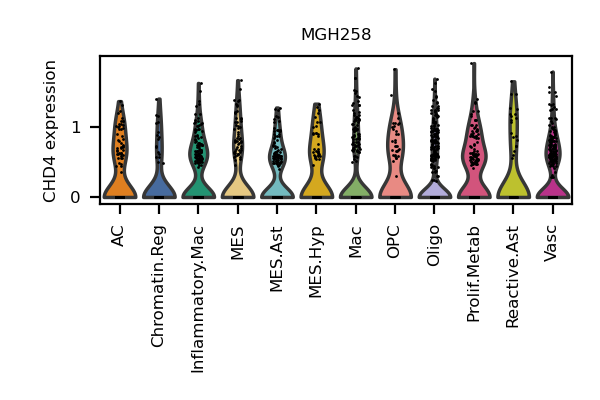 MGH258
CHD4 expression
1
0
AC
Chromatin.Reg
Inflammatory.Mac
MES
MES.Ast
MES.Hyp
Mac
OPC
Oligo
Prolif.Metab
Reactive.Ast
Vasc